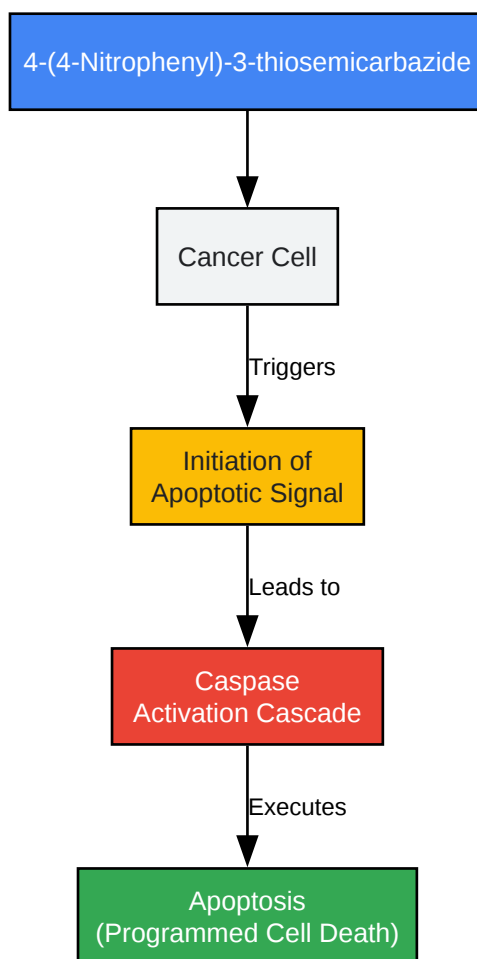 4-(4-Nitrophenyl)-3-thiosemicarbazide
Cancer Cell
Triggers
Initiation of
Apoptotic Signal
Leads to
Caspase
Activation Cascade
Executes
Apoptosis
(Programmed Cell Death)